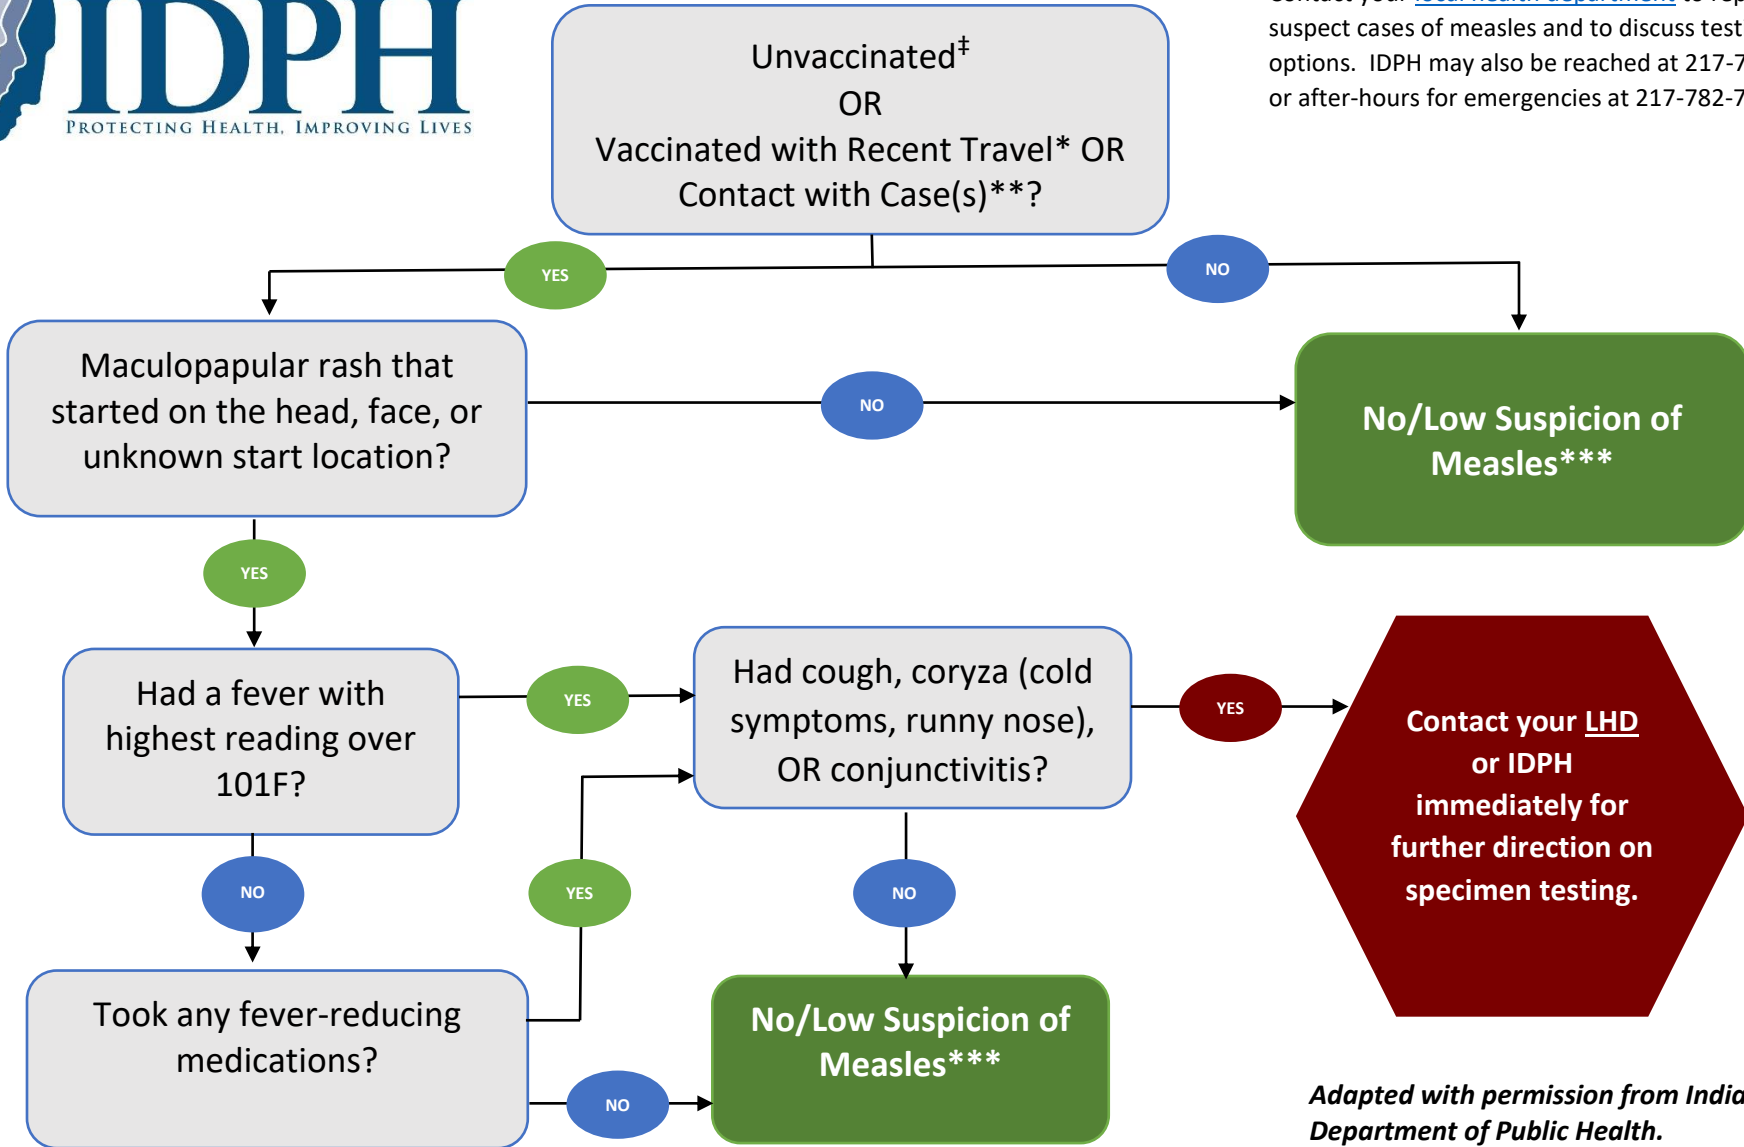 IDPH
PROTECTING HEALTH, IMPROVING LIVES
suspect cases of measles and to discuss
options. IDPH may also be reached at
or after-hours for emergencies at
Unvaccinated‡
OR
Vaccinated with Recent Travel* OR
Contact with Case(s)**?
YES
NO
Maculopapular rash that
started on the head, face, or
unknown start location?
NO
No/Low Suspicion of
Measles***
YES
Had a fever with
highest reading over
101F?
YES
Had cough, coryza (cold
symptoms, runny nose),
OR conjunctivitis?
YES
Contact your LHD
or IDPH
immediately for
further direction on
specimen testing.
NO
YES
NO
Took any fever-reducing
medications?
NO
No/Low Suspicion of
Measles***
Adapted with permission from
Department of Public Health.